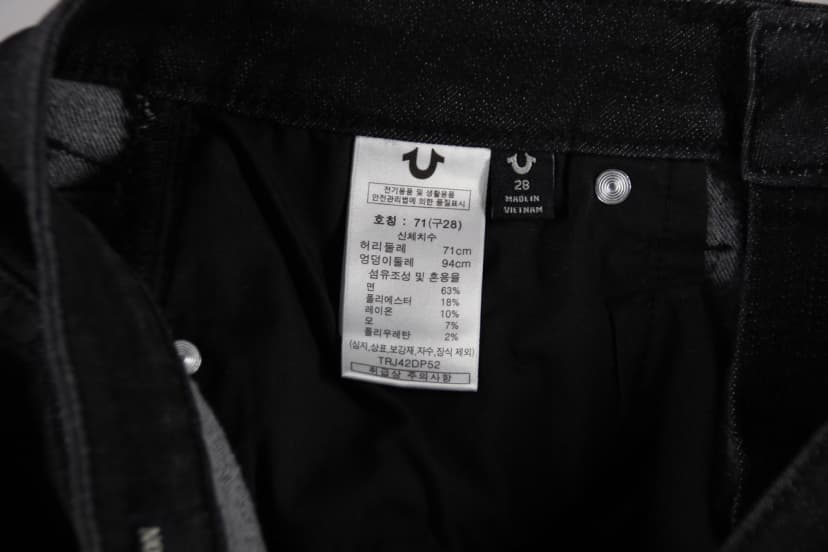 전기용품 및 생활용품
안전관리법에 의한 품질표시
호칭 : 71(구28)
신체치수
허리둘레 71cm
엉덩이둘레 94cm
섬유조성 및 혼용율
면 63%
폴리에스터 18%
레이온 10%
모 7%
폴리우레탄 2%
(심지,상표,보강재,자수,장식 제외)
TRJ42DP52
취급상 주의사항
28
MADE IN
VIETNAM